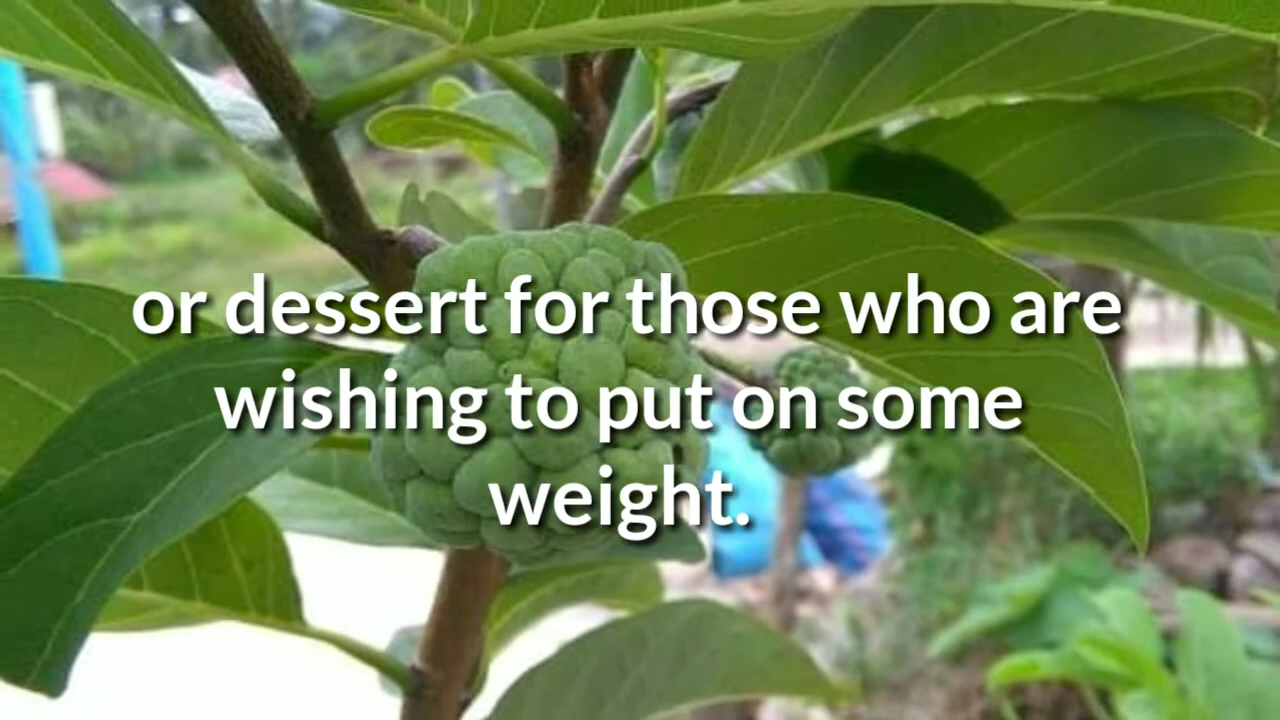 or dessert for those who are
wishing to put on some
weight.